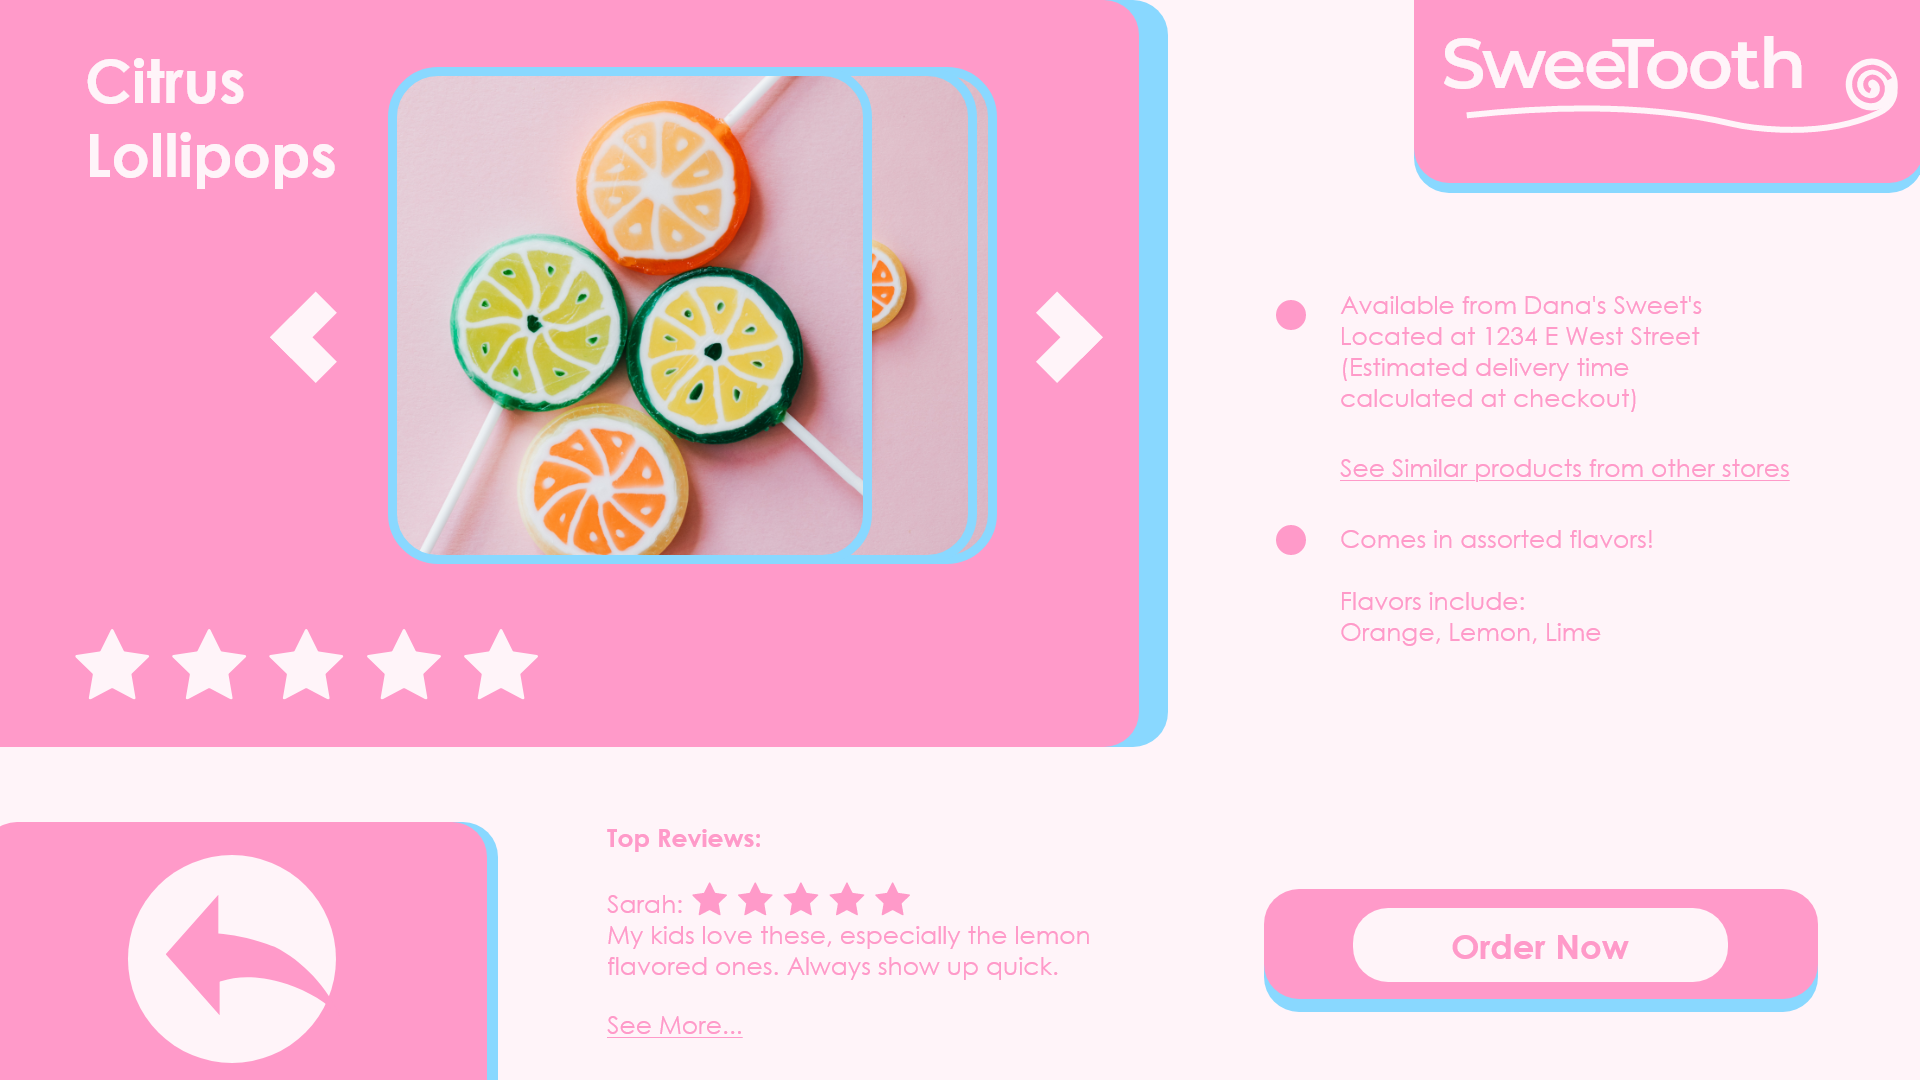 Citrus
Lollipops
SweeTooth
Available from Dana's Sweet's
Located at 1234 E West Street
(Estimated delivery time
calculated at checkout)
See Similar products from other stores
Comes in assorted flavors!
Flavors include:
Orange, Lemon, Lime
Top Reviews:
Sarah:
My kids love these, especially the lemon
flavored ones. Always show up quick.
See More...
Order Now